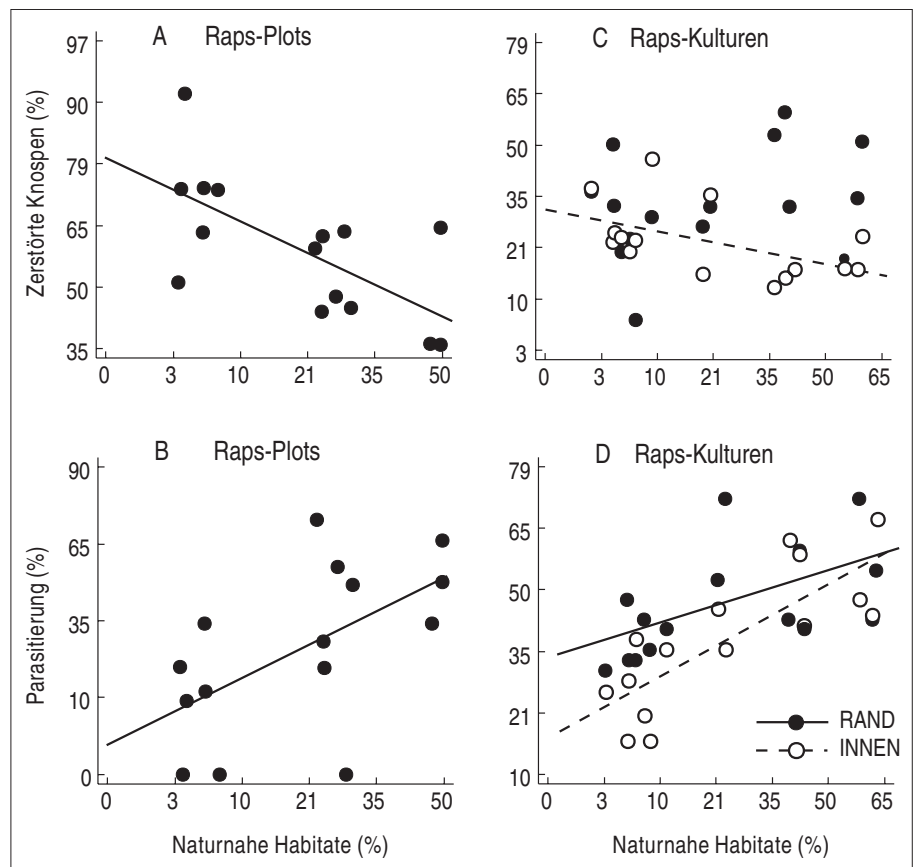 A Raps-Plots
Zerstörte Knospen (%)
97
90
79
65
50
35
0 3 10 21 35 50
C Raps-Kulturen
79
65
50
35
21
10
3
0 3 10 21 35 50 65
B Raps-Plots
Parasitierung (%)
90
65
35
10
0
0 3 10 21 35 50
Naturnahe Habitate (%)
D Raps-Kulturen
79
65
50
35
21
10
RAND
INNEN
0 3 10 21 35 50 65
Naturnahe Habitate (%)